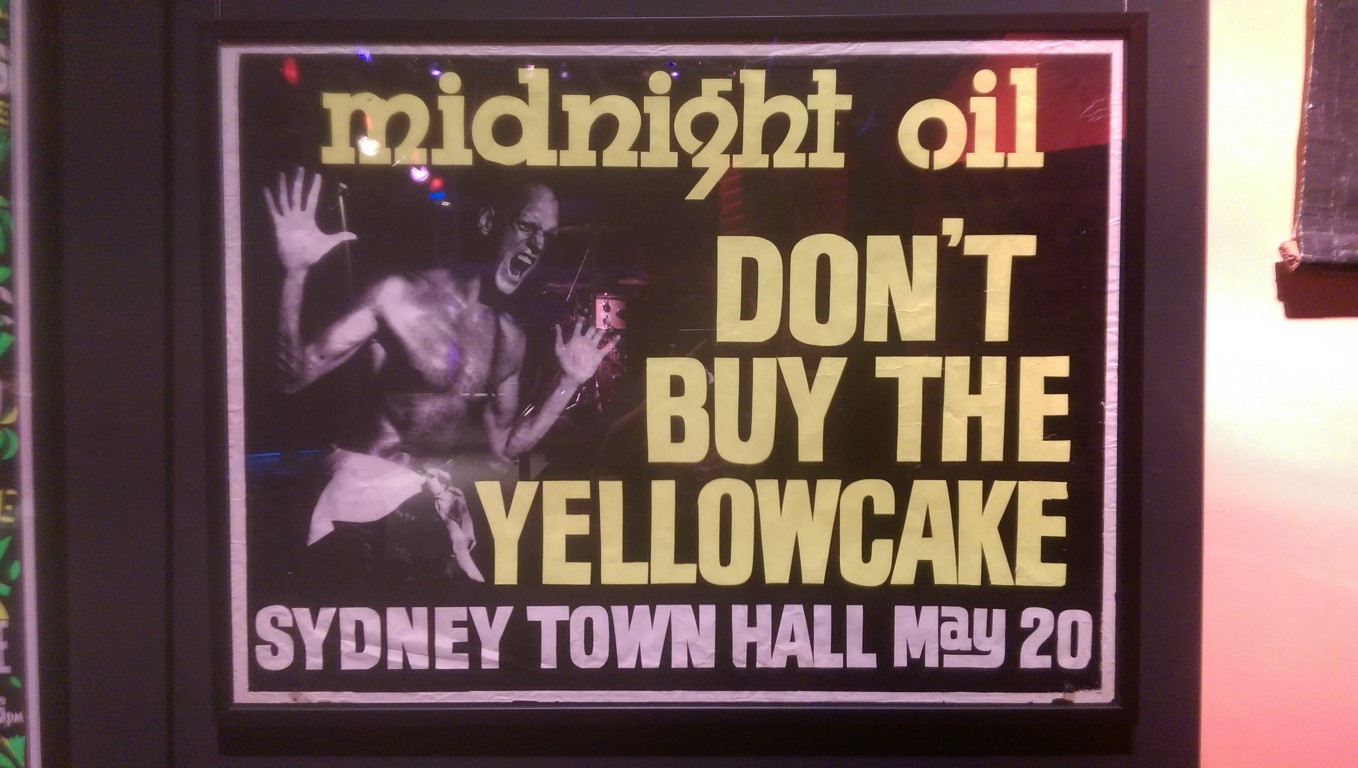 midnight oil
DON'T
BUY THE
YELLOWCAKE
SYDNEY TOWN HALL May 20